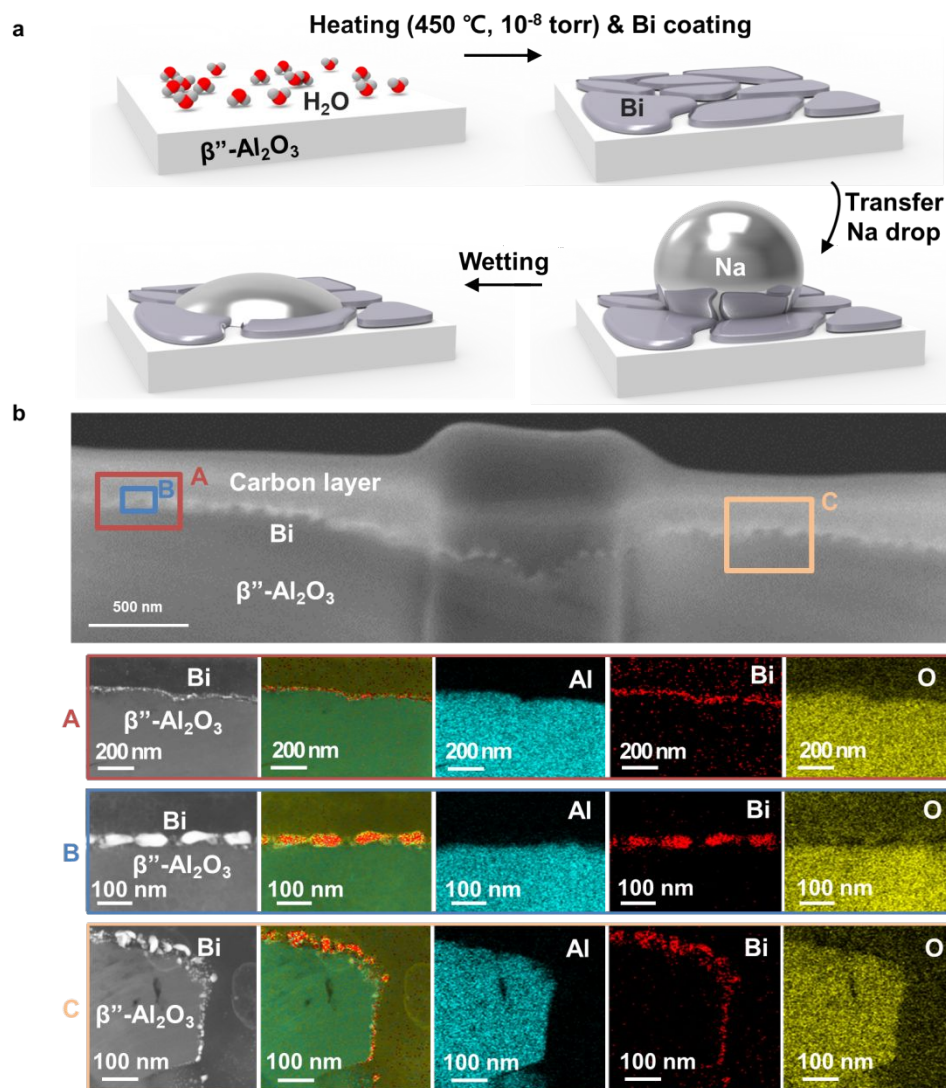 a
Heating (450 ℃, 10⁻⁸ torr) & Bi coating
H₂O
β”-Al₂O₃
Bi
Transfer
Na drop
Na
Wetting
b
A
B
Carbon layer
C
Bi
β”-Al₂O₃
500 nm
A
Bi
β”-Al₂O₃
200 nm
200 nm
Al
200 nm
Bi
200 nm
O
200 nm
B
Bi
β”-Al₂O₃
100 nm
100 nm
Al
100 nm
Bi
100 nm
O
100 nm
C
Bi
β”-Al₂O₃
100 nm
100 nm
Al
100 nm
Bi
100 nm
O
100 nm